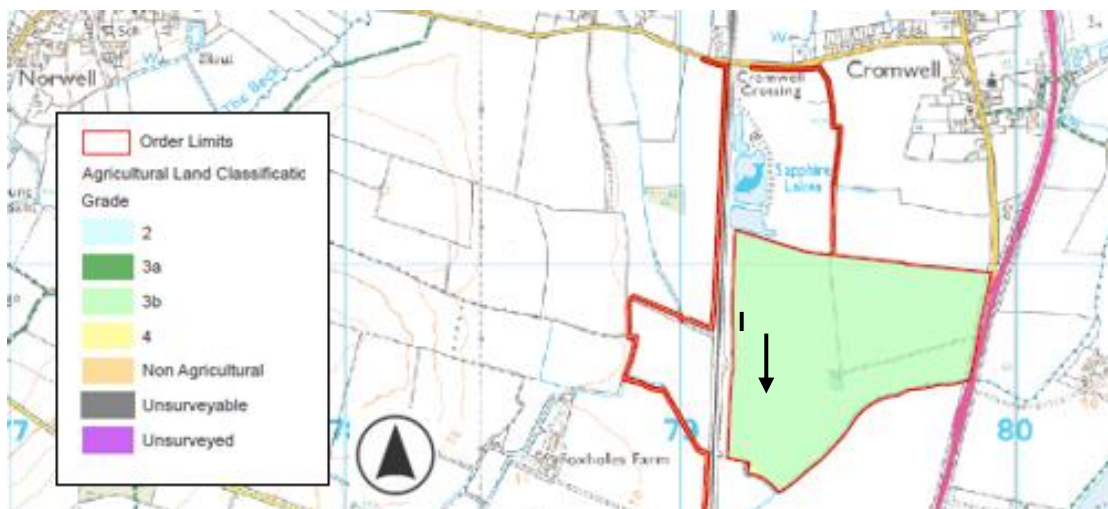 Sch
Norwell
The Beck
W
Cromwell
Crossing
Cromwell
Sapphire
Lakes
Order Limits
Agricultural Land Classificatic
Grade
2
3a
3b
4
Non Agricultural
Unsurveyable
Unsurveyed
I
79
80
Foxholes Farm